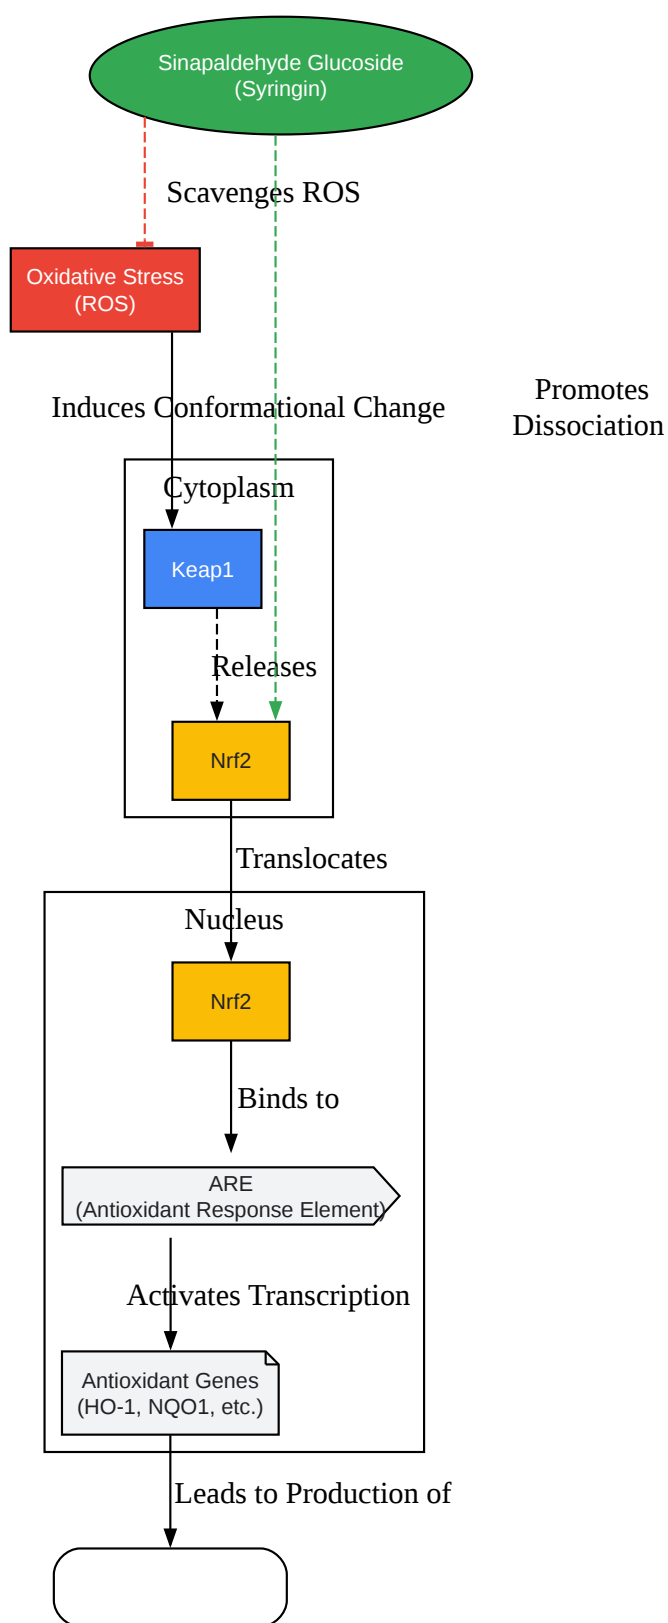 Sinapaldehyde Glucoside
(Syringin)
Scavenges ROS
Oxidative Stress
(ROS)
Induces Conformational Change
Promotes
Dissociation
Cytoplasm
Keap1
Releases
Nrf2
Translocates
Nucleus
Nrf2
Binds to
ARE
(Antioxidant Response Element)
Activates Transcription
Antioxidant Genes
(HO-1, NQO1, etc.)
Leads to Production of